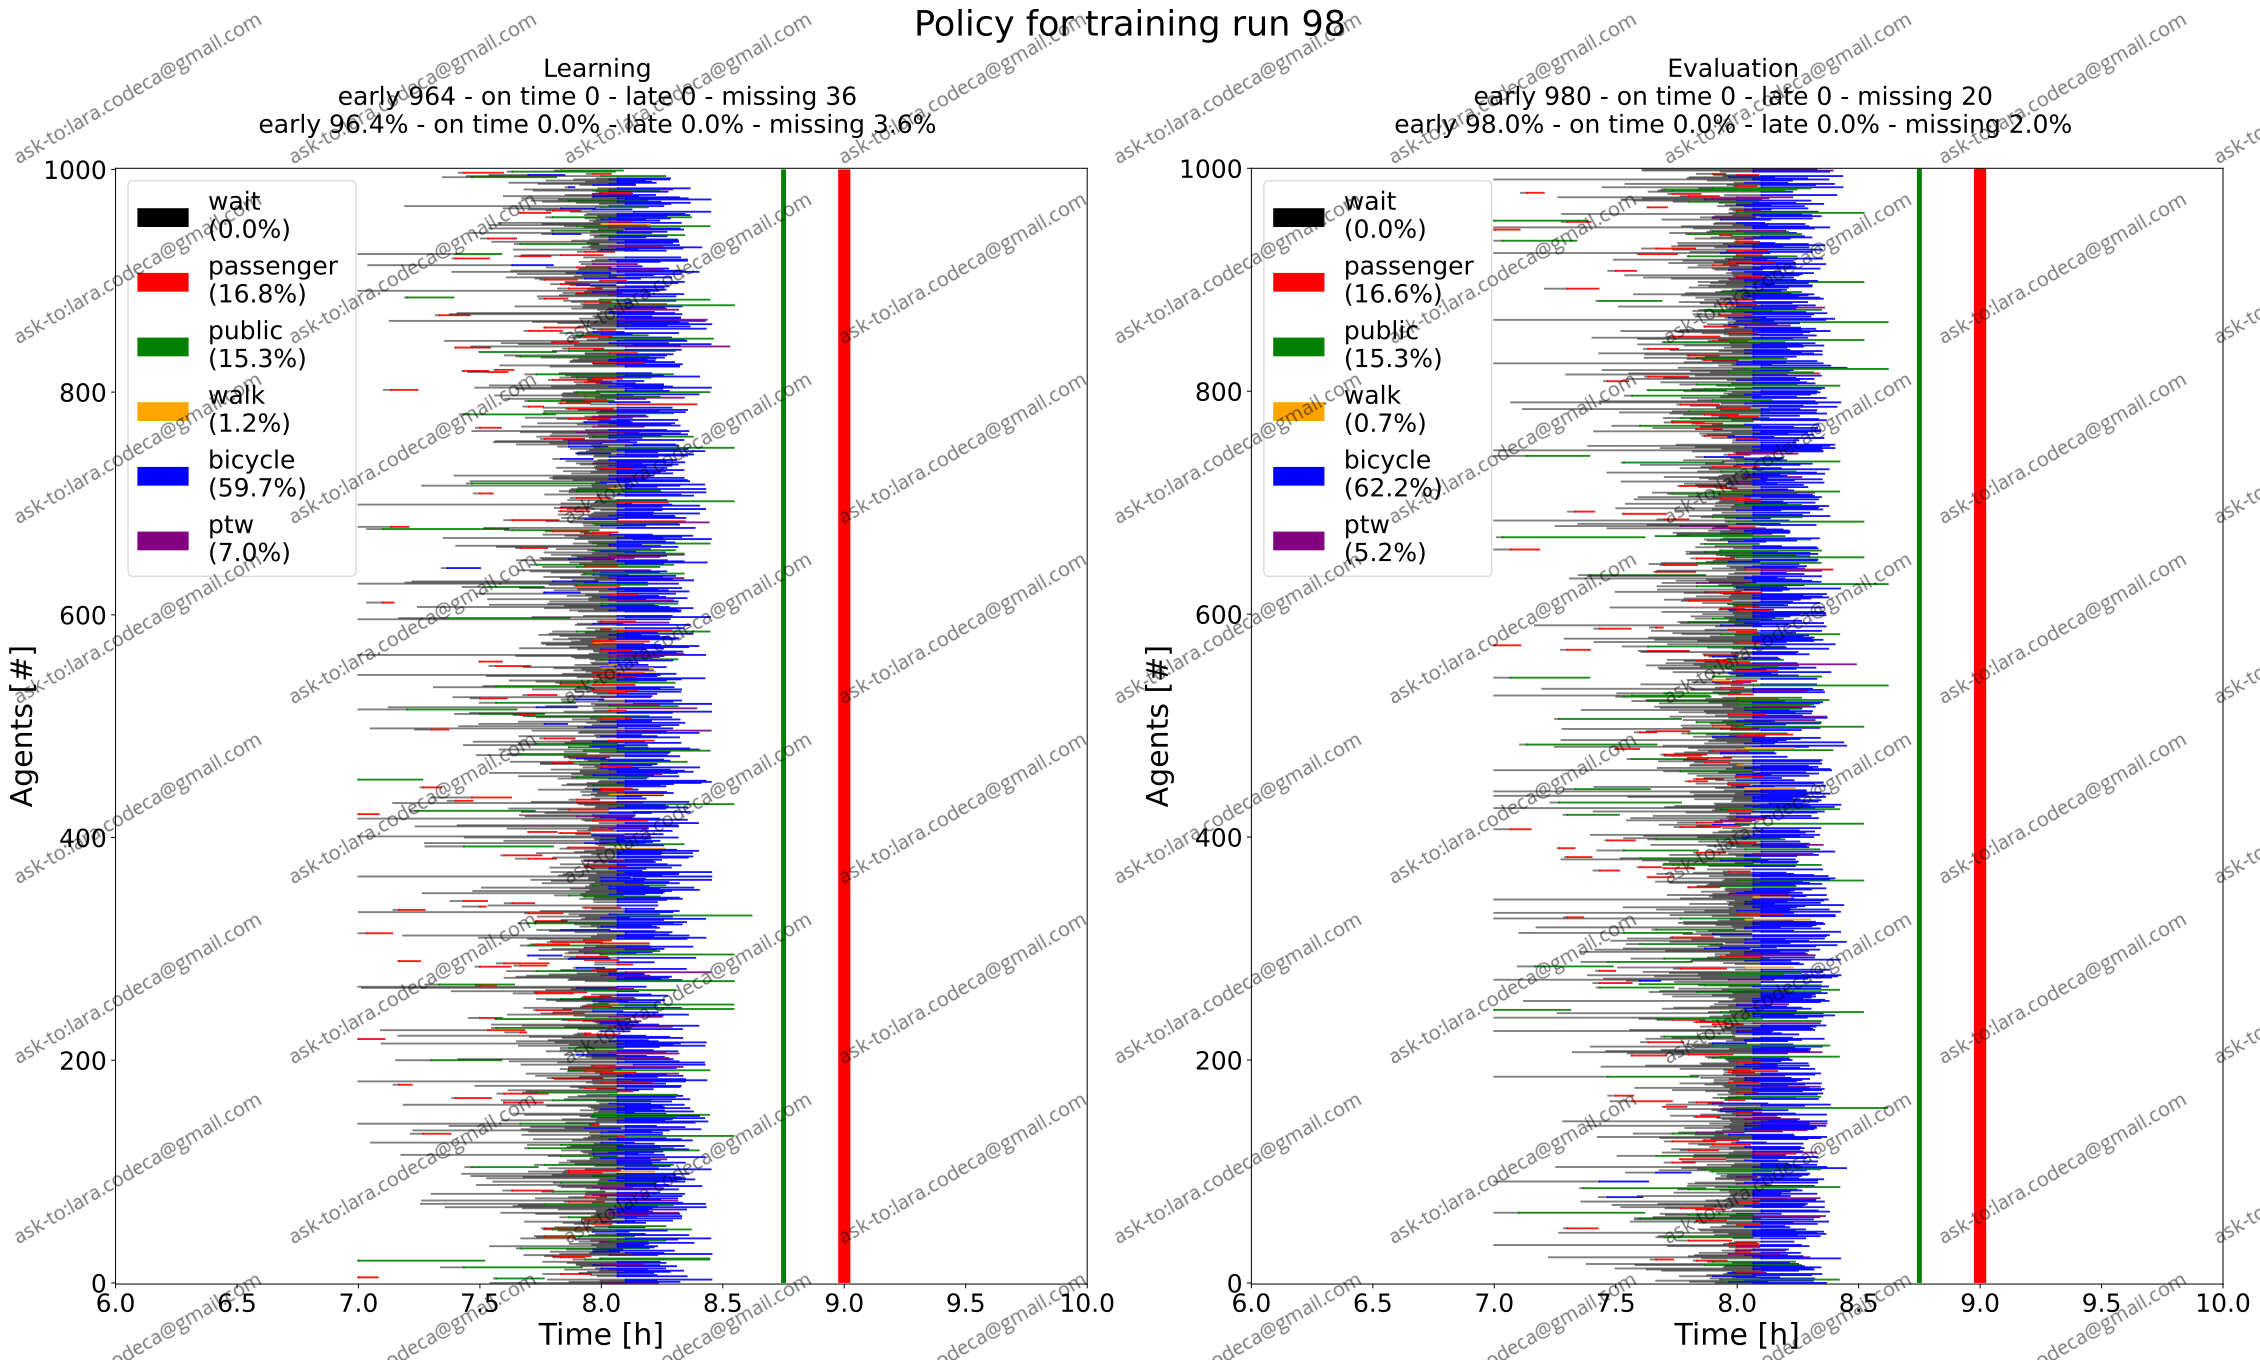 Policy for training run 98
Learning
early 964 - on time 0 - late 0 - missing 36
early 96.4% - on time 0.0% - late 0.0% - missing 3.6%
1000
800
600
400
200
0
Agents [#]
wait
(0.0%)
passenger
(16.8%)
public
(15.3%)
walk
(1.2%)
bicycle
(59.7%)
ptw
(7.0%)
6.0 6.5 7.0 7.5 8.0 8.5 9.0 9.5 10.0
Time [h]
Evaluation
early 980 - on time 0 - late 0 - missing 20
early 98.0% - on time 0.0% - late 0.0% - missing 2.0%
1000
800
600
400
200
0
Agents [#]
wait
(0.0%)
passenger
(16.6%)
public
(15.3%)
walk
(0.7%)
bicycle
(62.2%)
ptw
(5.2%)
6.0 6.5 7.0 7.5 8.0 8.5 9.0 9.5 10.0
Time [h]
ask-to:lara.codeca@gmail.com